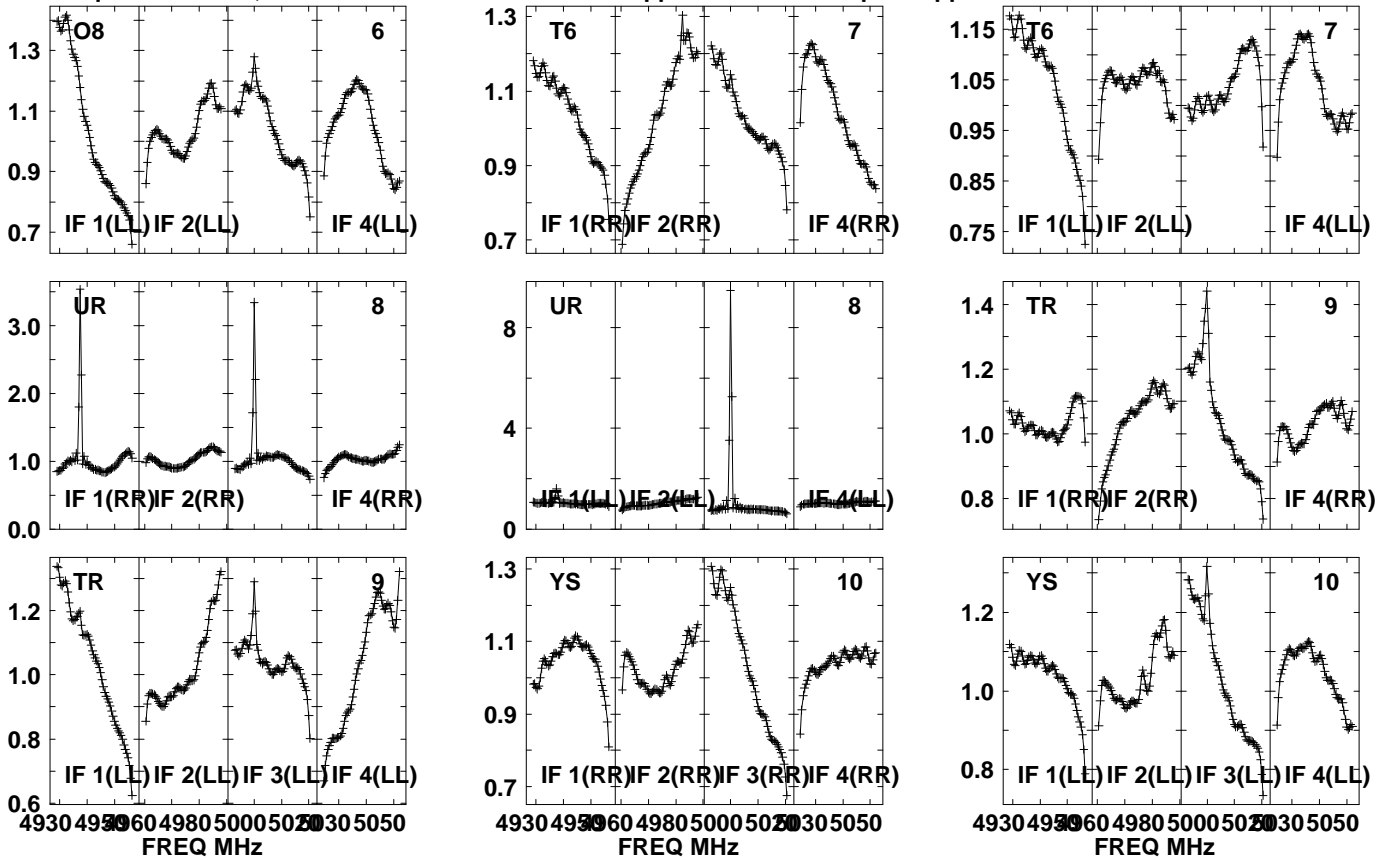 O8 6
1.3
1.1
0.9
0.7
IF 1(LL) IF 2(LL) IF 4(LL)
T6 7
1.3
1.1
0.9
0.7
IF 1(RR) IF 2(RR) IF 4(RR)
T6 7
1.15
1.05
0.95
0.85
0.75
IF 1(LL) IF 2(LL) IF 4(LL)
UR 8
3.0
2.0
1.0
0.0
IF 1(RR) IF 2(RR) IF 4(RR)
UR 8
8
4
0
IF 1(LL) IF 2(LL) IF 4(LL)
TR 9
1.4
1.2
1.0
0.8
IF 1(RR) IF 2(RR) IF 4(RR)
TR 9
1.2
1.0
0.8
0.6
IF 1(LL) IF 2(LL) IF 3(LL) IF 4(LL)
4930 4950 4960 4980 5000 5020 5030 5050
FREQ MHz
YS 10
1.3
1.1
0.9
0.7
IF 1(RR) IF 2(RR) IF 3(RR) IF 4(RR)
4930 4950 4960 4980 5000 5020 5030 5050
FREQ MHz
YS 10
1.2
1.0
0.8
IF 1(LL) IF 2(LL) IF 3(LL) IF 4(LL)
4930 4950 4960 4980 5000 5020 5030 5050
FREQ MHz